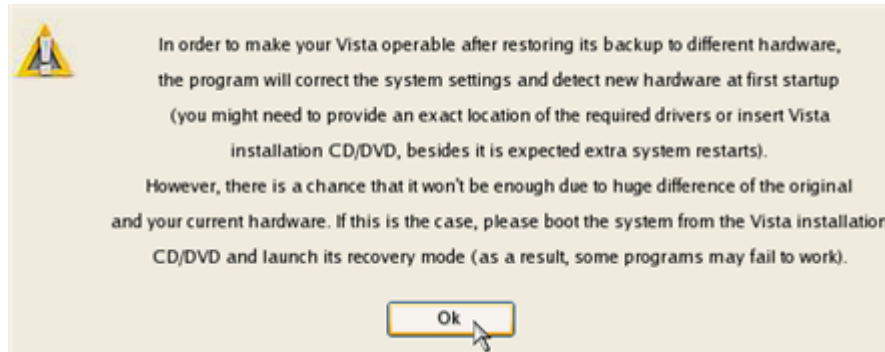 In order to make your Vista operable after restoring its backup to different hardware,
the program will correct the system settings and detect new hardware at first startup
(you might need to provide an exact location of the required drivers or insert Vista
installation CD/DVD, besides it is expected extra system restarts).
However, there is a chance that it won't be enough due to huge difference of the original
and your current hardware. If this is the case, please boot the system from the Vista installation
CD/DVD and launch its recovery mode (as a result, some programs may fail to work).
Ok